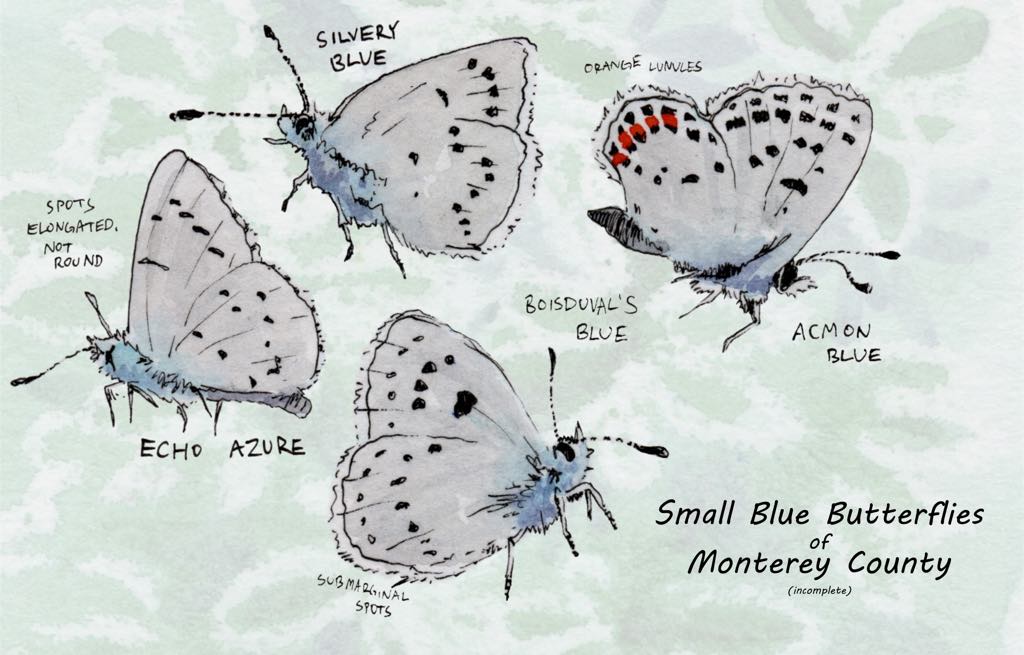 SILVERY
BLUE
ORANGE LUNULES
SPOTS
ELONGATED,
NOT
ROUND
BOISDUVAL'S
BLUE
ACMON
BLUE
ECHO AZURE
SUBMARGINAL
SPOTS
Small Blue Butterflies
of
Monterey County
(incomplete)